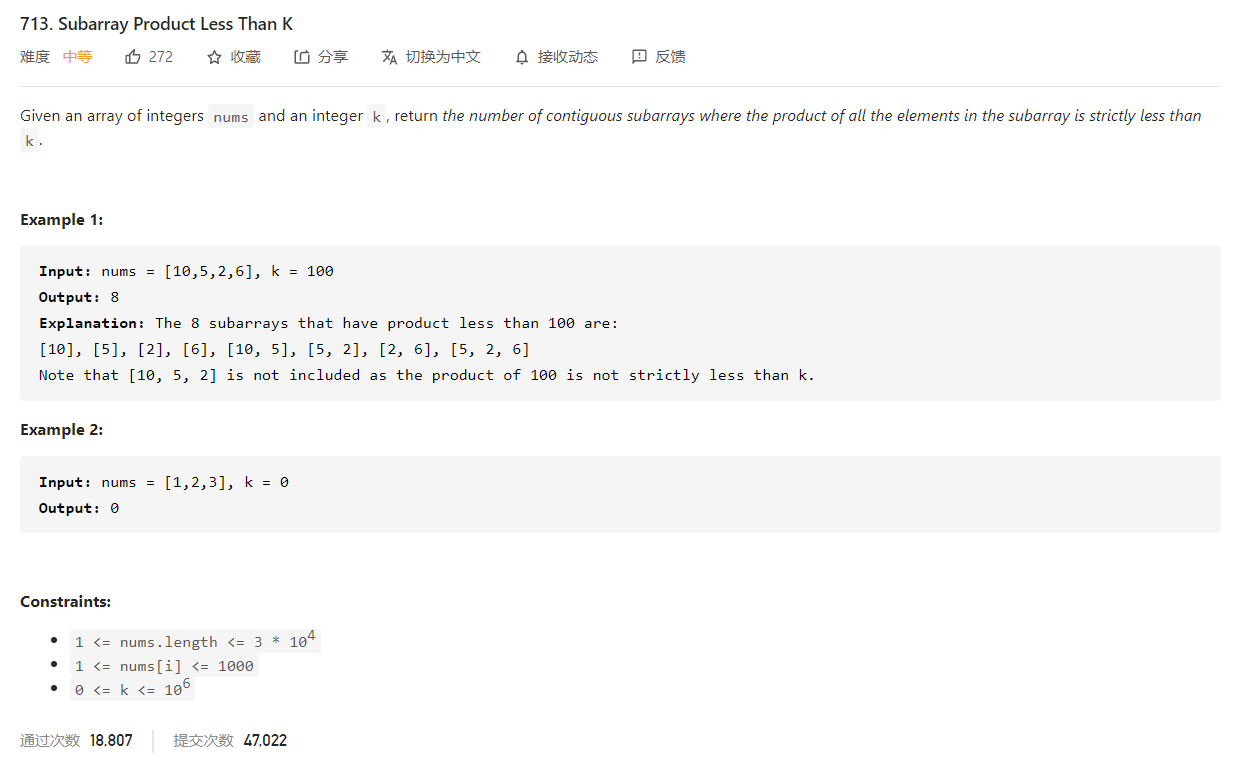 713. Subarray Product Less Than K
难度 中等 272 收藏 分享 切换为中文 接收动态 反馈
Given an array of integers nums and an integer k , return the number of contiguous subarrays where the product of all the elements in the subarray is strictly less than
k .
Example 1:
Input: nums = [10,5,2,6], k = 100
Output: 8
Explanation: The 8 subarrays that have product less than 100 are:
[10], [5], [2], [6], [10, 5], [5, 2], [2, 6], [5, 2, 6]
Note that [10, 5, 2] is not included as the product of 100 is not strictly less than k.
Example 2:
Input: nums = [1,2,3], k = 0
Output: 0
Constraints:
1 <= nums.length <= 3 * 10⁴
1 <= nums[i] <= 1000
0 <= k <= 10⁶
通过次数 18,807 提交次数 47,022